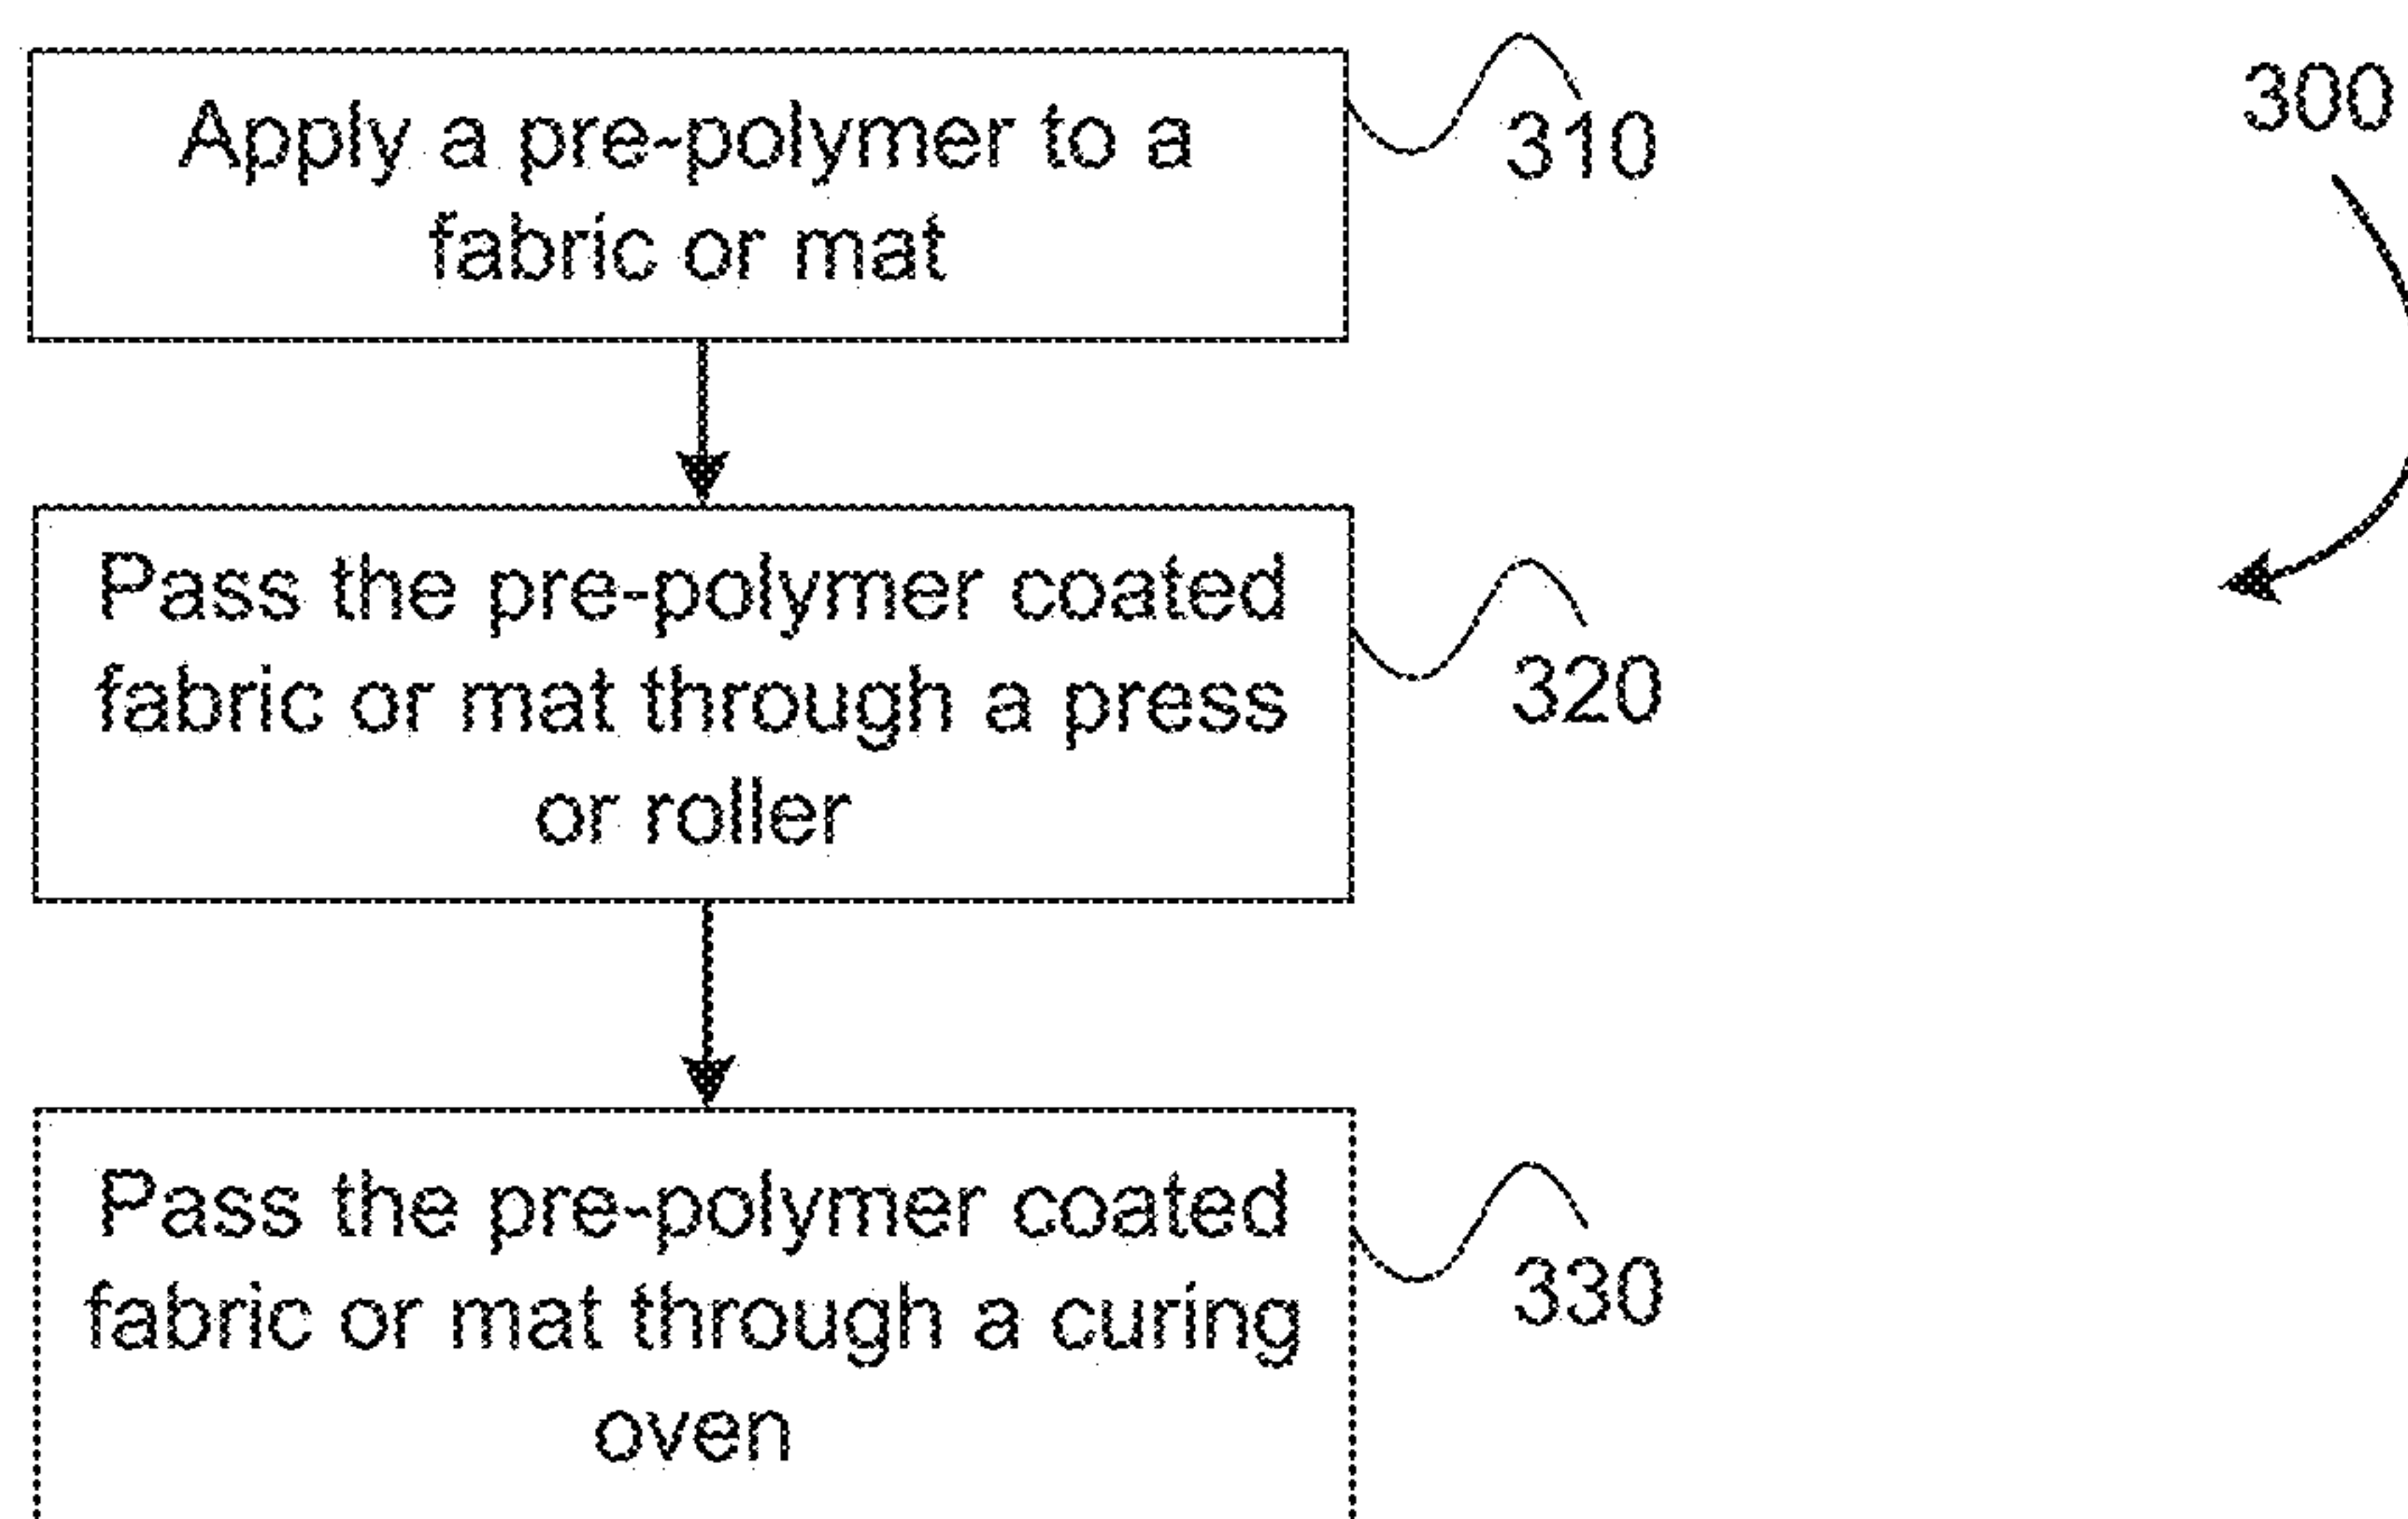 Apply a pre-polymer to a
fabric or mat
310
300
Pass the pre-polymer coated
fabric or mat through a press
or roller
320
Pass the pre-polymer coated
fabric or mat through a curing
oven
330